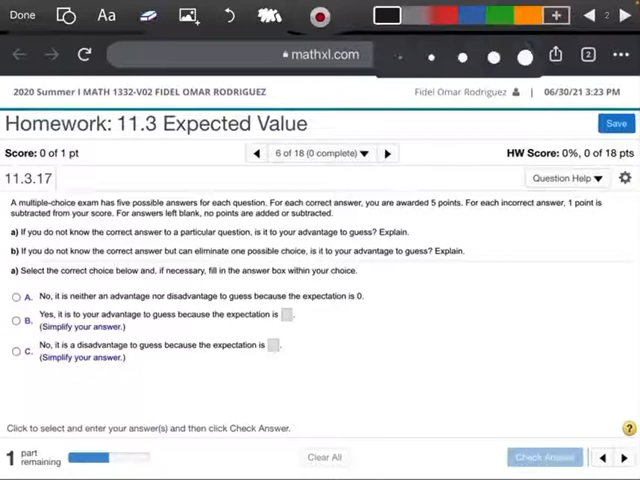 Done Aa 2
mathxl.com 2
2020 Summer I MATH 1332-V02 FIDEL OMAR RODRIGUEZ Fidel Omar Rodriguez | 06/30/21 3:23 PM
Homework: 11.3 Expected Value Save
Score: 0 of 1 pt 6 of 18 (0 complete) HW Score: 0%, 0 of 18 pts
11.3.17 Question Help
A multiple-choice exam has five possible answers for each question. For each correct answer, you are awarded 5 points. For each incorrect answer, 1 point is
subtracted from your score. For answers left blank, no points are added or subtracted.
a) If you do not know the correct answer to a particular question, is it to your advantage to guess? Explain.
b) If you do not know the correct answer but can eliminate one possible choice, is it to your advantage to guess? Explain.
a) Select the correct choice below and, if necessary, fill in the answer box within your choice.
A. No, it is neither an advantage nor disadvantage to guess because the expectation is 0.
B. Yes, it is to your advantage to guess because the expectation is .
(Simplify your answer.)
C. No, it is a disadvantage to guess because the expectation is .
(Simplify your answer.)
Click to select and enter your answer(s) and then click Check Answer. ?
1 part
remaining Clear All Check Answer